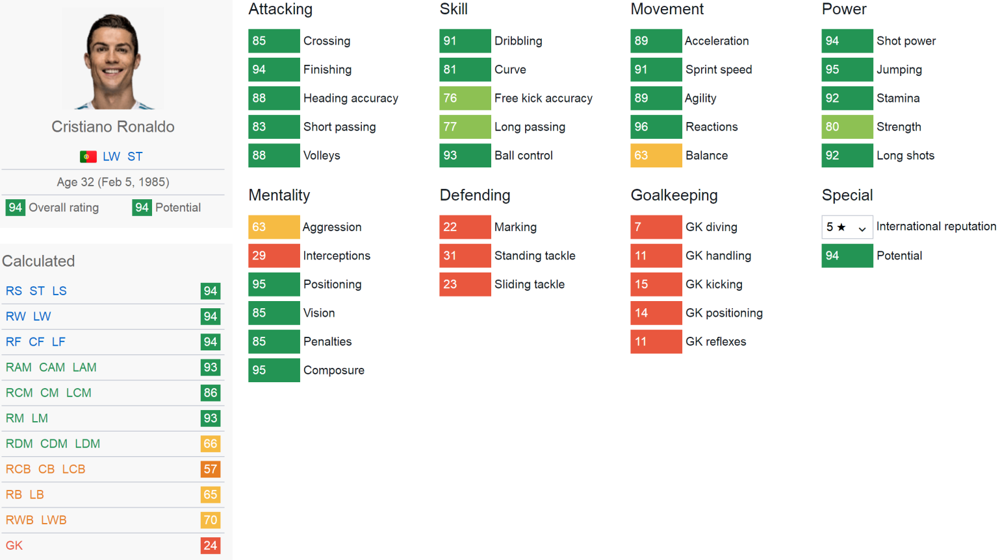 Cristiano Ronaldo
LW ST
Age 32 (Feb 5, 1985)
94 Overall rating 94 Potential
Calculated
RS ST LS 94
RW LW 94
RF CF LF 94
RAM CAM LAM 93
RCM CM LCM 86
RM LM 93
RDM CDM LDM 66
RCB CB LCB 57
RB LB 65
RWB LWB 70
GK 24
Attacking
85 Crossing
94 Finishing
88 Heading accuracy
83 Short passing
88 Volleys
Skill
91 Dribbling
81 Curve
76 Free kick accuracy
77 Long passing
93 Ball control
Movement
89 Acceleration
91 Sprint speed
89 Agility
96 Reactions
63 Balance
Power
94 Shot power
95 Jumping
92 Stamina
80 Strength
92 Long shots
Mentality
63 Aggression
29 Interceptions
95 Positioning
85 Vision
85 Penalties
95 Composure
Defending
22 Marking
31 Standing tackle
23 Sliding tackle
Goalkeeping
7 GK diving
11 GK handling
15 GK kicking
14 GK positioning
11 GK reflexes
Special
5 ★ International reputation
94 Potential